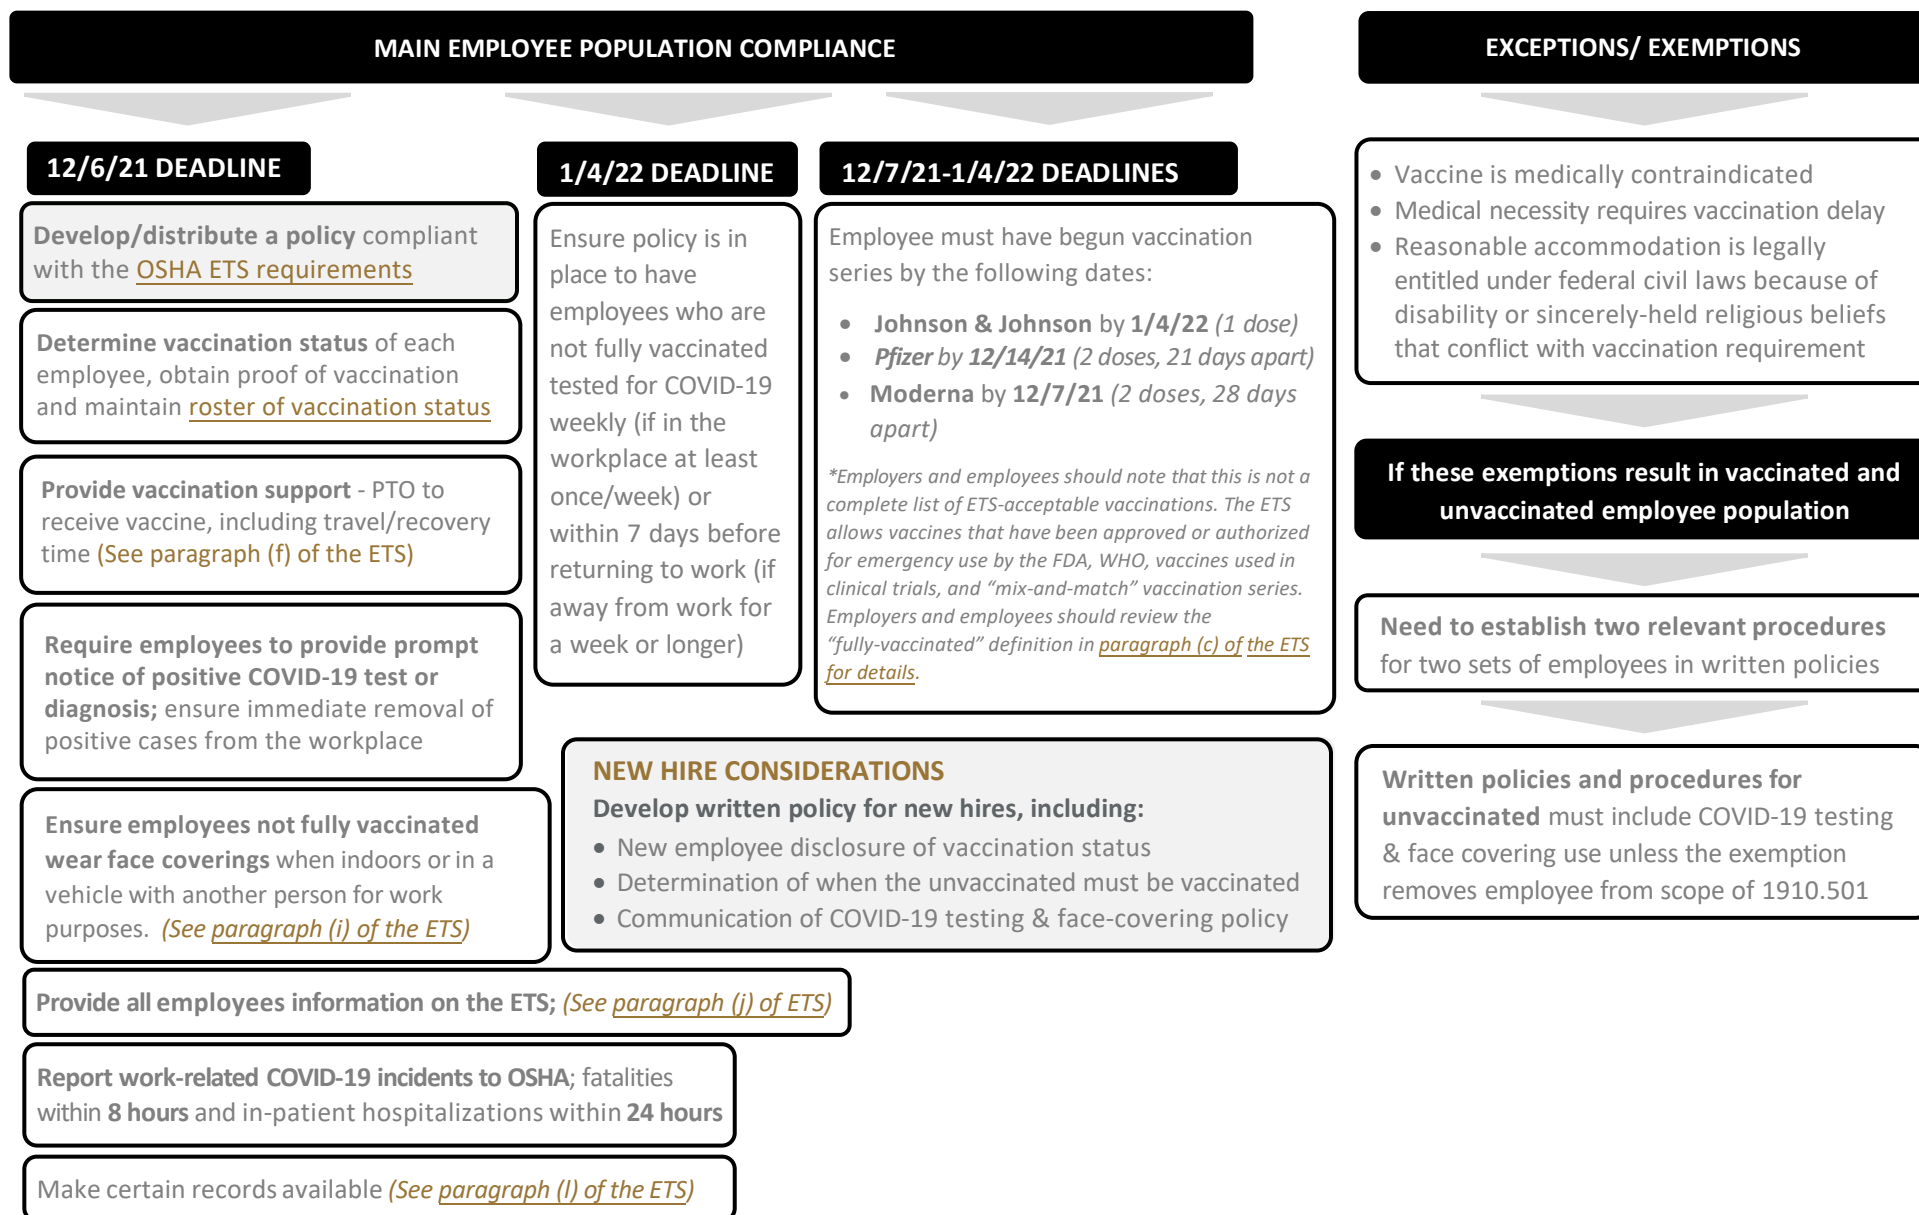 MAIN EMPLOYEE POPULATION COMPLIANCE
12/6/21 DEADLINE
Develop/distribute a policy compliant
with the OSHA ETS requirements
Determine vaccination status of each
employee, obtain proof of vaccination
and maintain roster of vaccination status
Provide vaccination support - PTO to
receive vaccine, including travel/recovery
time (See paragraph (f) of the ETS)
Require employees to provide prompt
notice of positive COVID-19 test or
diagnosis; ensure immediate removal of
positive cases from the workplace
Ensure employees not fully vaccinated
wear face coverings when indoors or in a
vehicle with another person for work
purposes. (See paragraph (i) of the ETS)
Provide all employees information on the ETS; (See paragraph (j) of ETS)
Report work-related COVID-19 incidents to OSHA; fatalities
within 8 hours and in-patient hospitalizations within 24 hours
Make certain records available (See paragraph (l) of the ETS)
1/4/22 DEADLINE
Ensure policy is in
place to have
employees who are
not fully vaccinated
tested for COVID-19
weekly (if in the
workplace at least
once/week) or
within 7 days before
returning to work (if
away from work for
a week or longer)
12/7/21-1/4/22 DEADLINES
Employee must have begun vaccination
series by the following dates:
• Johnson & Johnson by 1/4/22 (1 dose)
• Pfizer by 12/14/21 (2 doses, 21 days apart)
• Moderna by 12/7/21 (2 doses, 28 days
apart)
*Employers and employees should note that this is not a
complete list of ETS-acceptable vaccinations. The ETS
allows vaccines that have been approved or authorized
for emergency use by the FDA, WHO, vaccines used in
clinical trials, and “mix-and-match” vaccination series.
Employers and employees should review the
“fully-vaccinated” definition in paragraph (c) of the ETS
for details.
NEW HIRE CONSIDERATIONS
Develop written policy for new hires, including:
• New employee disclosure of vaccination status
• Determination of when the unvaccinated must be vaccinated
• Communication of COVID-19 testing & face-covering policy
EXCEPTIONS/ EXEMPTIONS
• Vaccine is medically contraindicated
• Medical necessity requires vaccination delay
• Reasonable accommodation is legally
entitled under federal civil laws because of
disability or sincerely-held religious beliefs
that conflict with vaccination requirement
If these exemptions result in vaccinated and
unvaccinated employee population
Need to establish two relevant procedures
for two sets of employees in written policies
Written policies and procedures for
unvaccinated must include COVID-19 testing
& face covering use unless the exemption
removes employee from scope of 1910.501